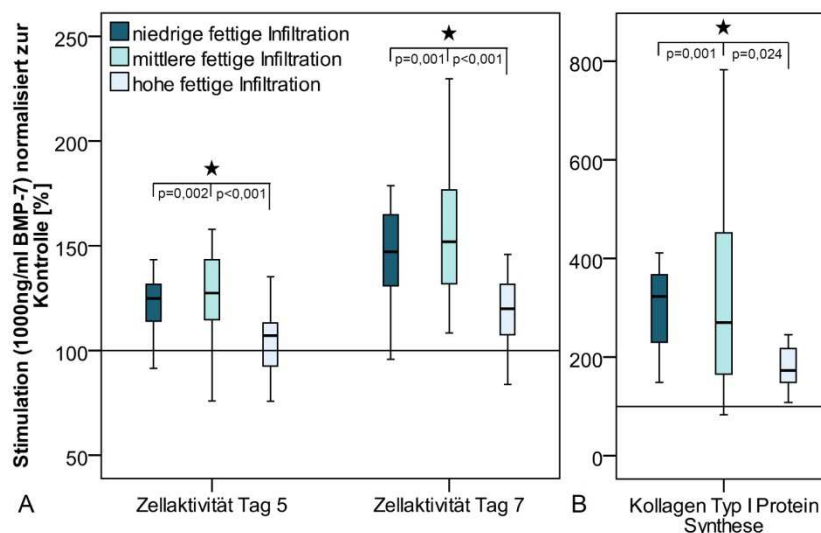 Stimulation (1000ng/ml BMP-7) normalisiert zur
Kontrolle [%]
250
200
150
100
50
niedrige fettige Infiltration
mittlere fettige Infiltration
hohe fettige Infiltration
★
p=0,002 p<0,001
★
p=0,001 p<0,001
A
Zellaktivität Tag 5
Zellaktivität Tag 7
800
600
400
200
0
★
p=0,001 p=0,024
B
Kollagen Typ I Protein
Synthese